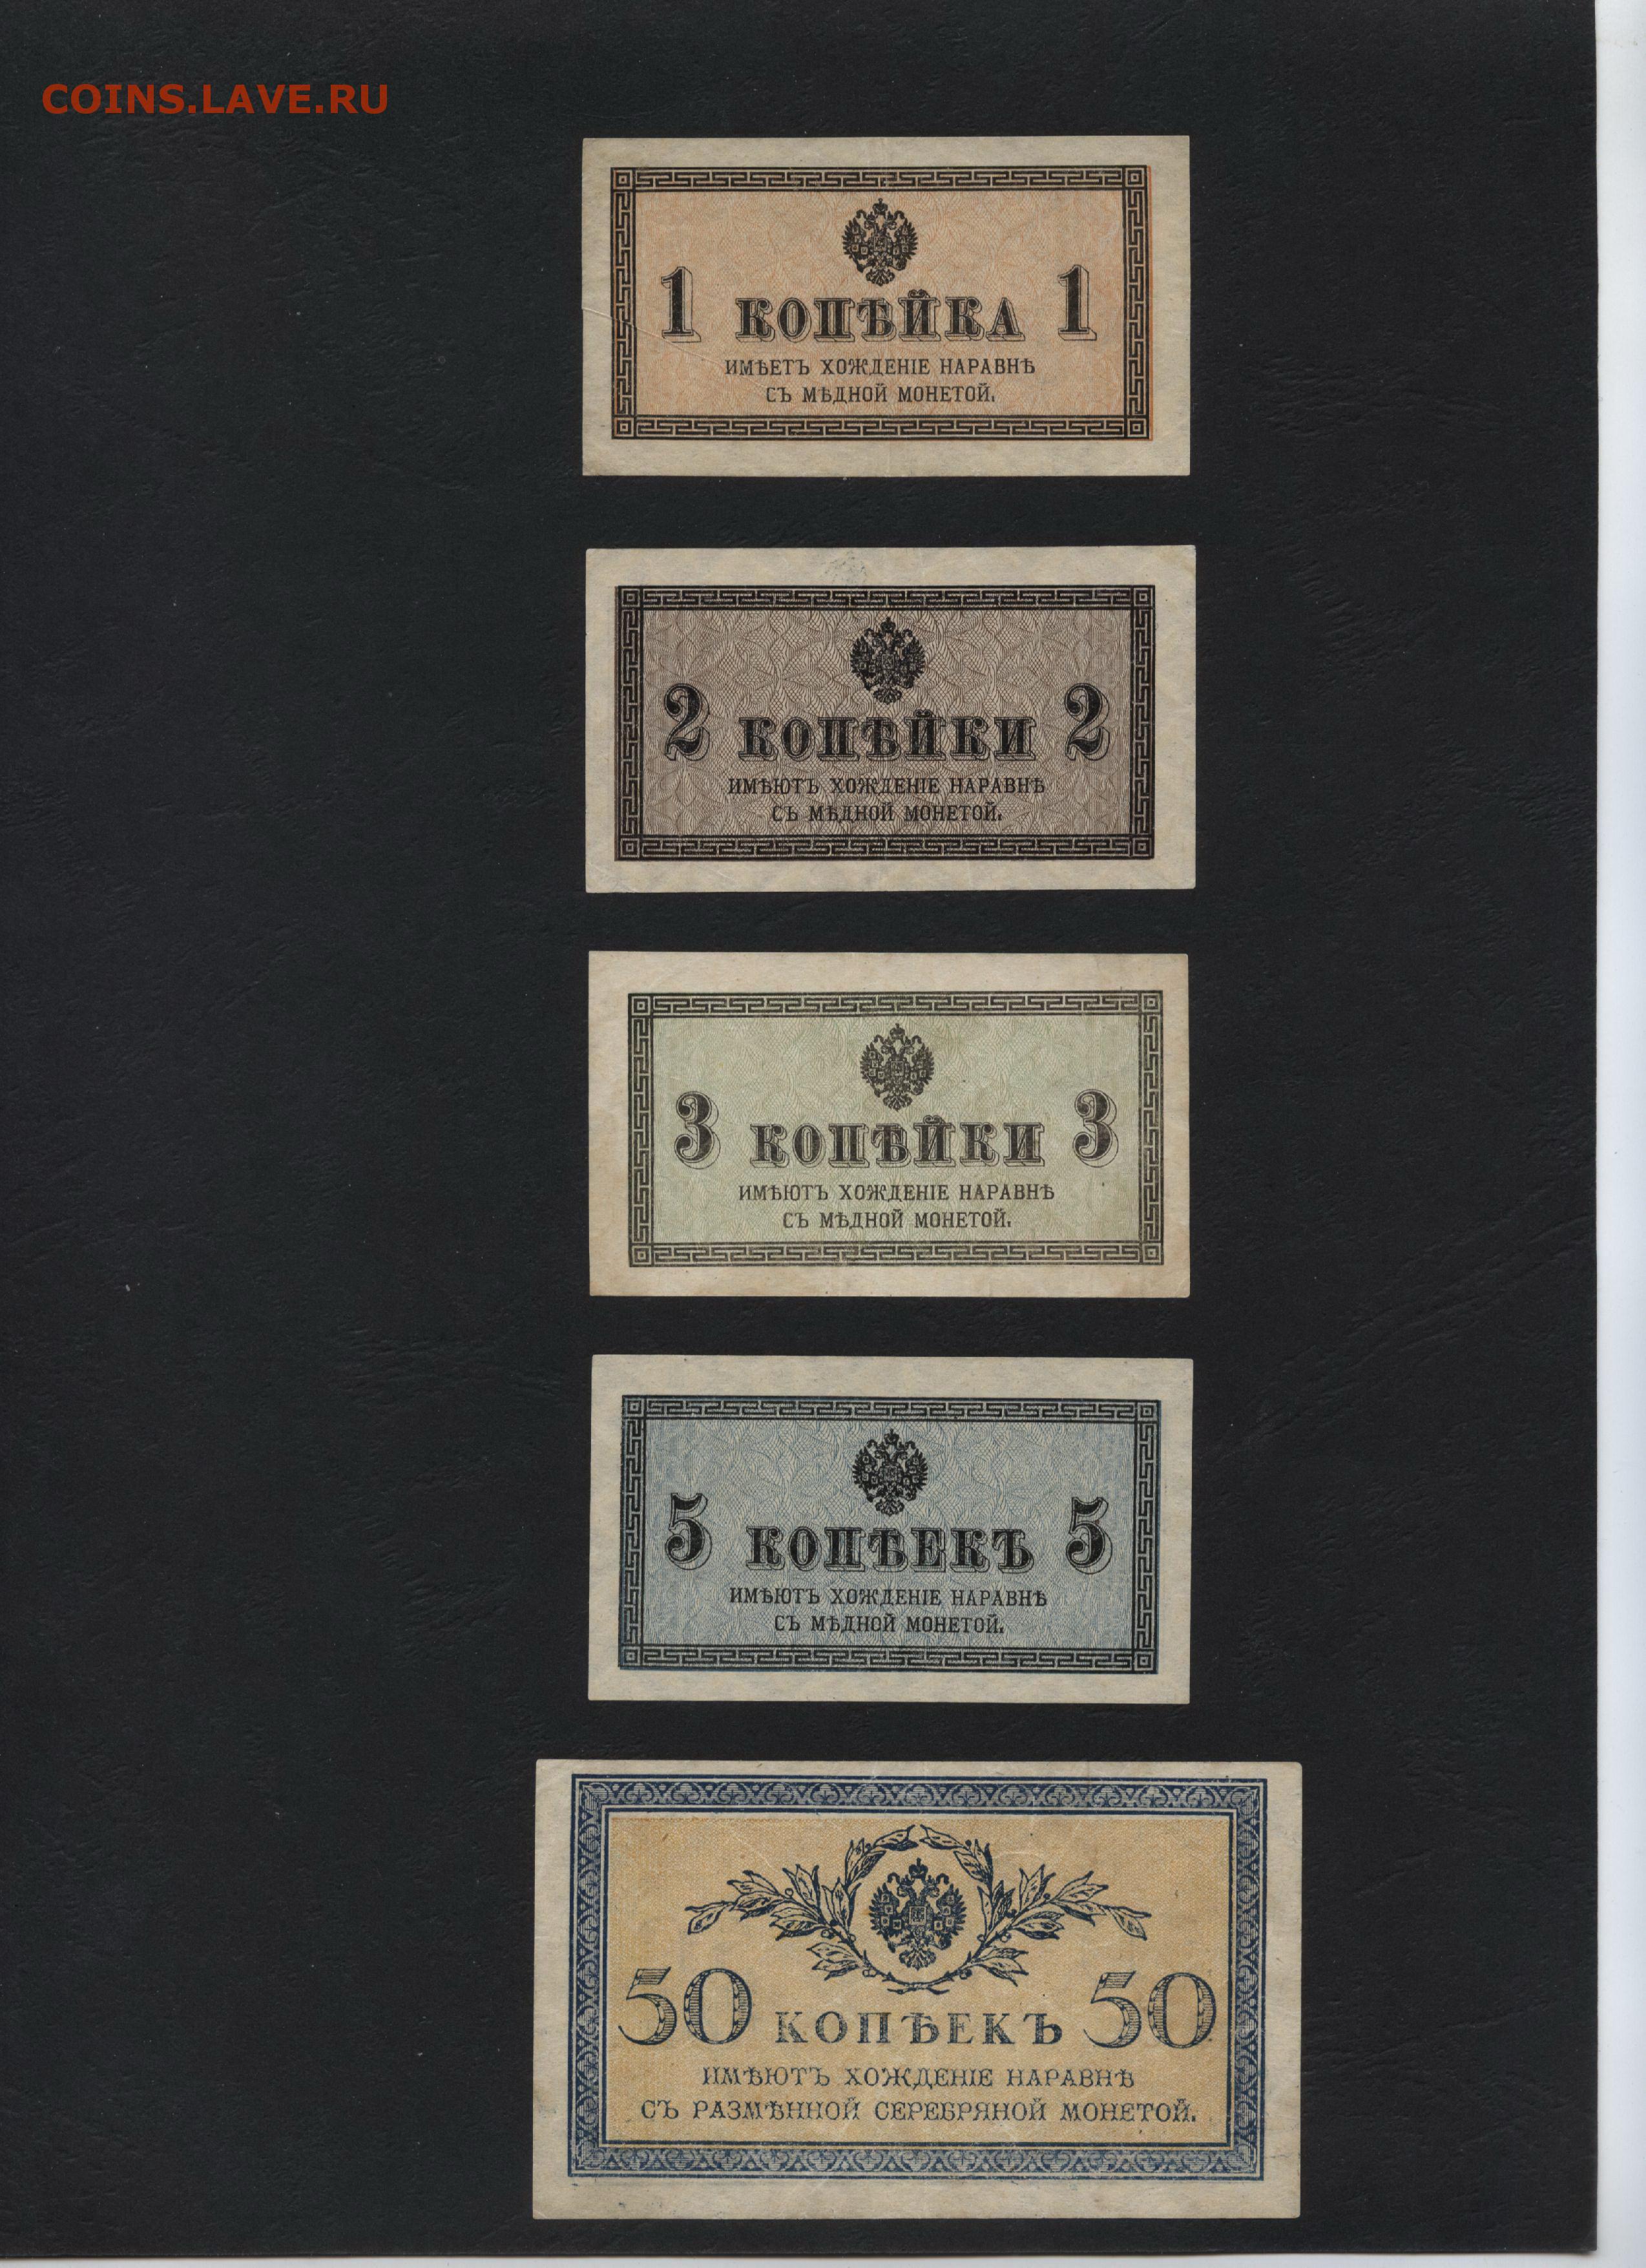 COINS.LAVE.RU
1 КОПѢЙКА 1
ИМѢЕТЪ ХОЖДЕНІЕ НАРАВНѢ
СЪ МѢДНОЙ МОНЕТОЙ.
2 КОПѢЙКИ 2
ИМѢЮТЪ ХОЖДЕНІЕ НАРАВНѢ
СЪ МѢДНОЙ МОНЕТОЙ.
3 КОПѢЙКИ 3
ИМѢЮТЪ ХОЖДЕНІЕ НАРАВНѢ
СЪ МѢДНОЙ МОНЕТОЙ.
5 КОПѢЕКЪ 5
ИМѢЮТЪ ХОЖДЕНІЕ НАРАВНѢ
СЪ МѢДНОЙ МОНЕТОЙ.
50 КОПѢЕКЪ 50
ИМѢЮТЪ ХОЖДЕНІЕ НАРАВНѢ
СЪ РАЗМѢННОЙ СЕРЕБРЯНОЙ МОНЕТОЙ.